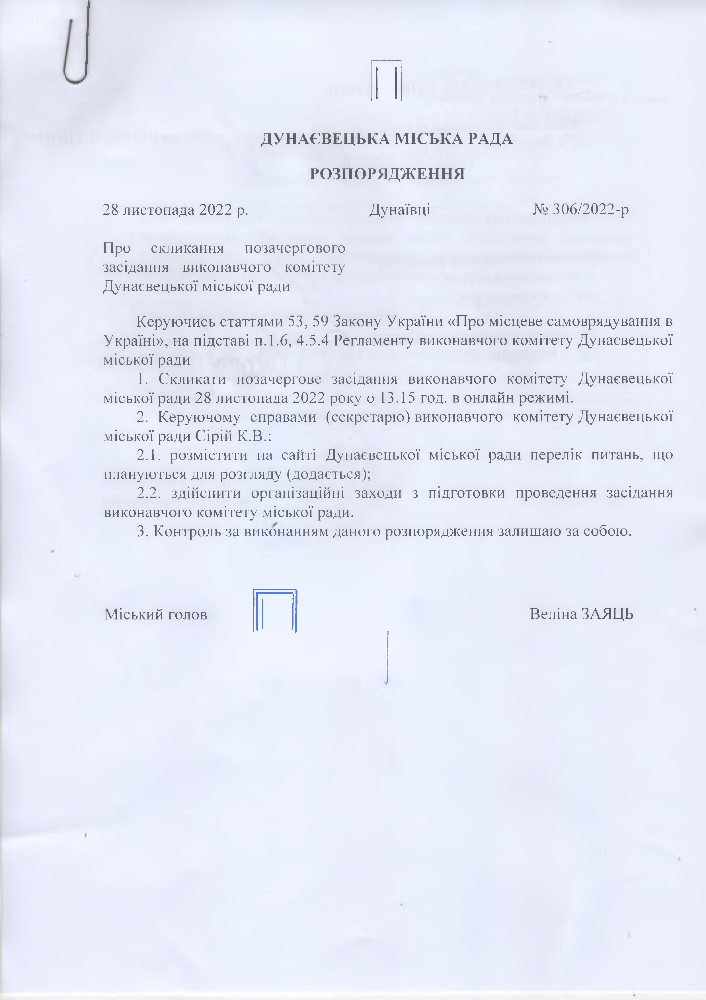 ДУНАЄВЕЦЬКА МІСЬКА РАДА
РОЗПОРЯДЖЕННЯ
28 листопада 2022 р. Дунаївці № 306/2022-р
Про скликання позачергового
засідання виконавчого комітету
Дунаєвецької міської ради
Керуючись статтями 53, 59 Закону України «Про місцеве самоврядування в
Україні», на підставі п.1.6, 4.5.4 Регламенту виконавчого комітету Дунаєвецької
міської ради
1. Скликати позачергове засідання виконавчого комітету Дунаєвецької
міської ради 28 листопада 2022 року о 13.15 год. в онлайн режимі.
2. Керуючому справами (секретарю) виконавчого комітету Дунаєвецької
міської ради Сірій К.В.:
2.1. розмістити на сайті Дунаєвецької міської ради перелік питань, що
плануються для розгляду (додається);
2.2. здійснити організаційні заходи з підготовки проведення засідання
виконавчого комітету міської ради.
3. Контроль за виконанням даного розпорядження залишаю за собою.
Міський голов Веліна ЗАЯЦЬ